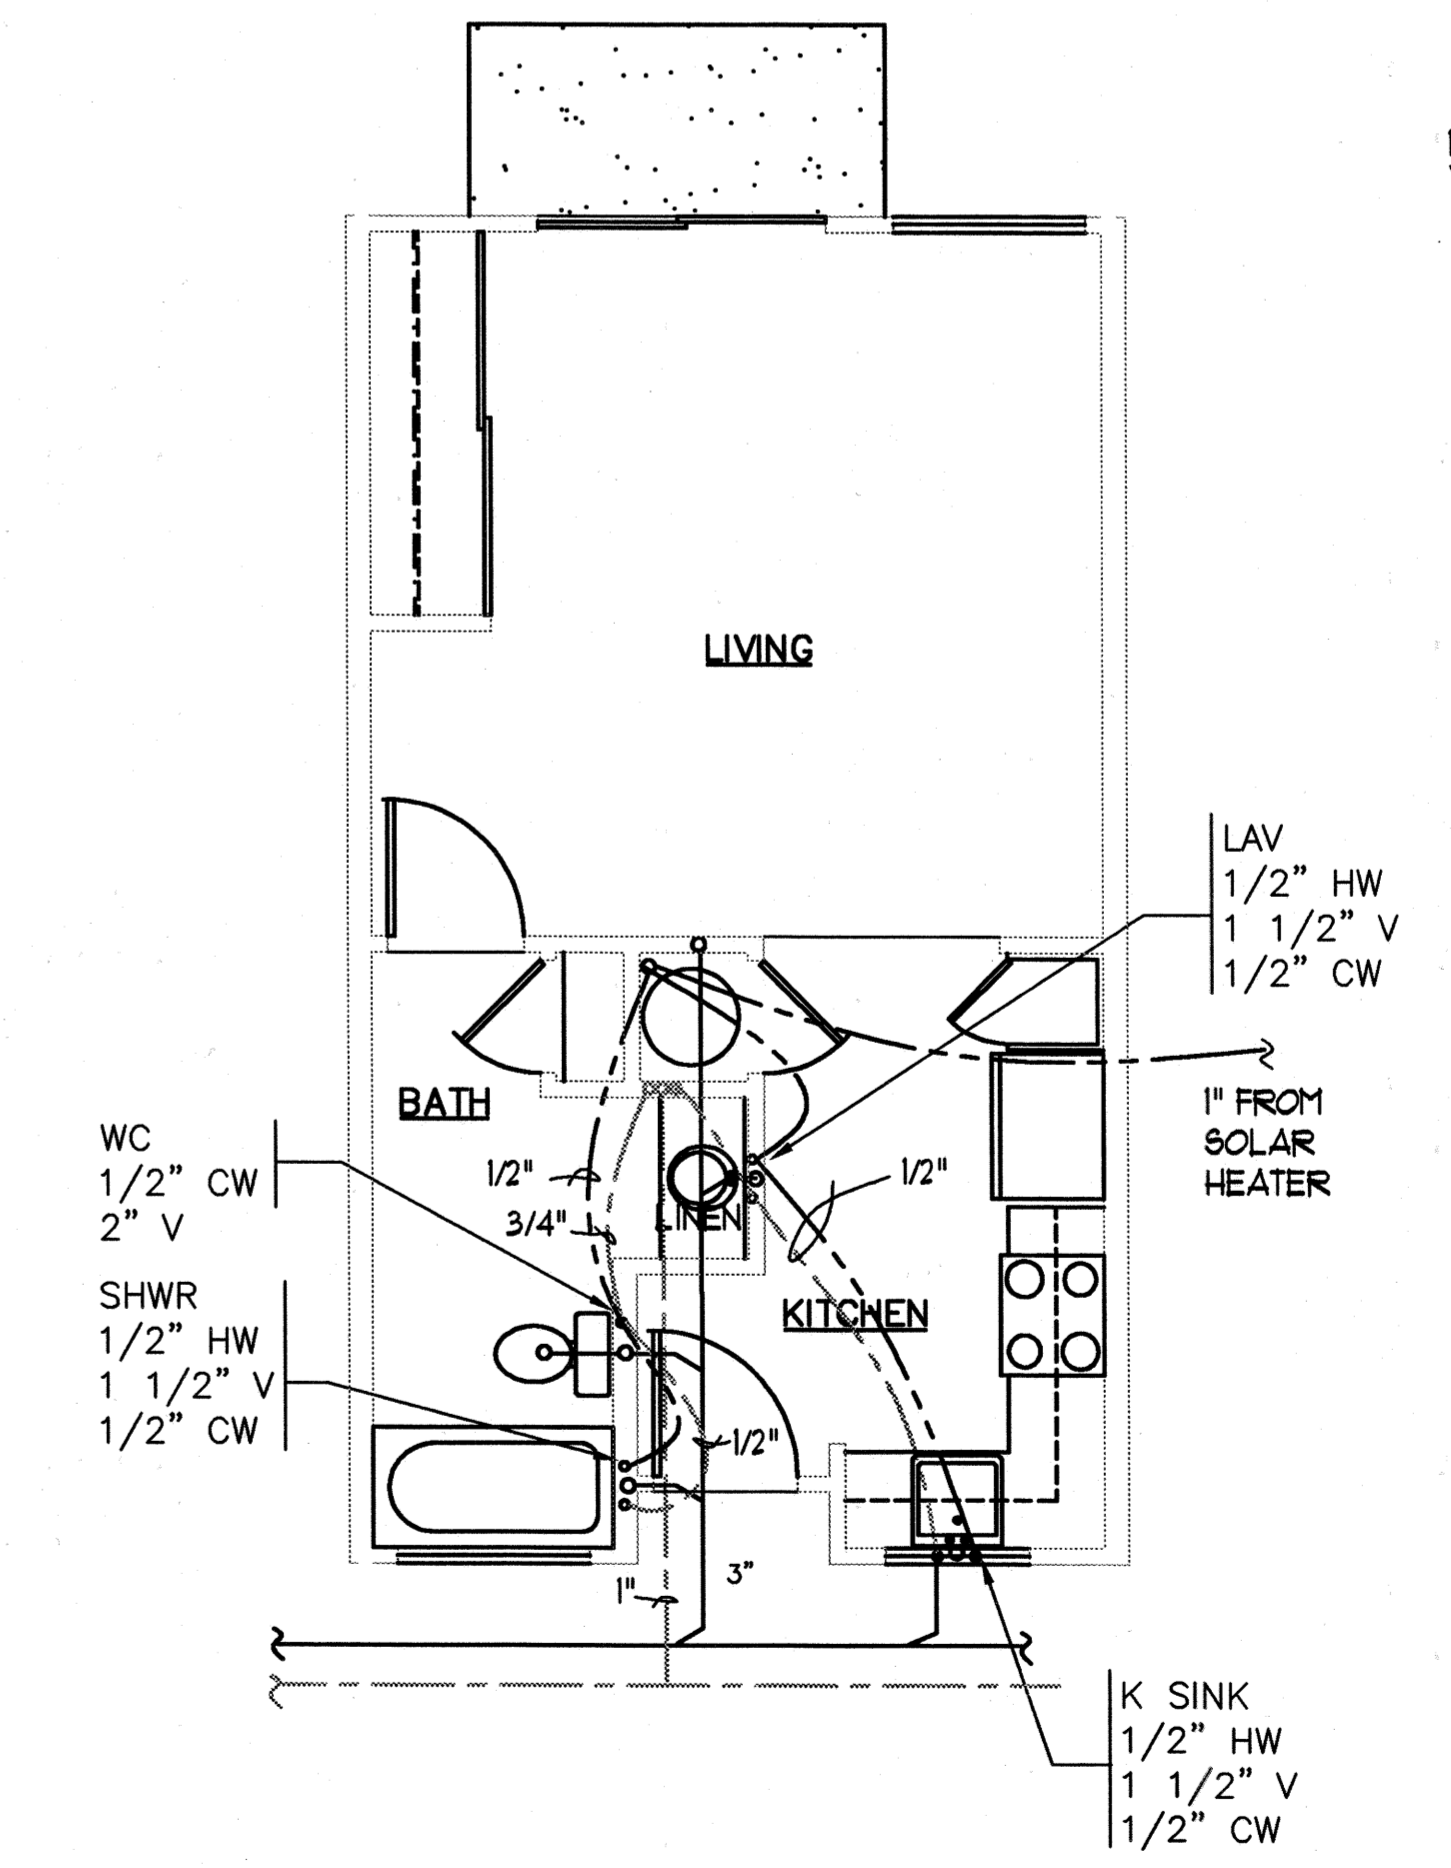 LIVING
LAV
1/2" HW
1 1/2" V
1/2" CW
1" FROM
SOLAR
HEATER
BATH
WC
1/2" CW
2" V
1/2"
3/4"
1/2"
LINEN
SHWR
1/2" HW
1 1/2" V
1/2" CW
KITCHEN
1/2"
3"
1"
K SINK
1/2" HW
1 1/2" V
1/2" CW